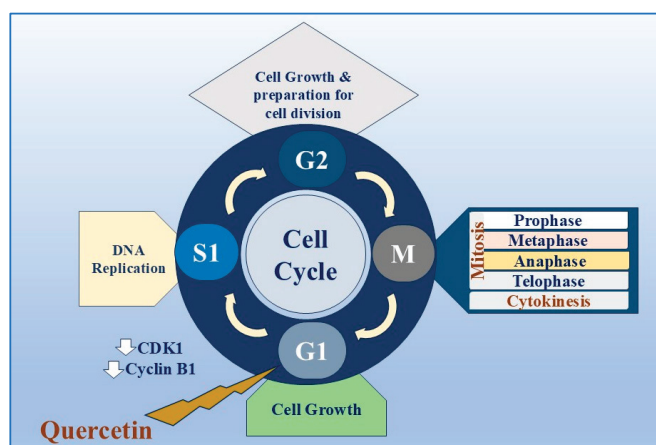 Cell Growth &
preparation for
cell division
G2
DNA
Replication
S1
Cell
Cycle
M
Mitosis
Prophase
Metaphase
Anaphase
Telophase
Cytokinesis
G1
CDK1
Cyclin B1
Quercetin
Cell Growth